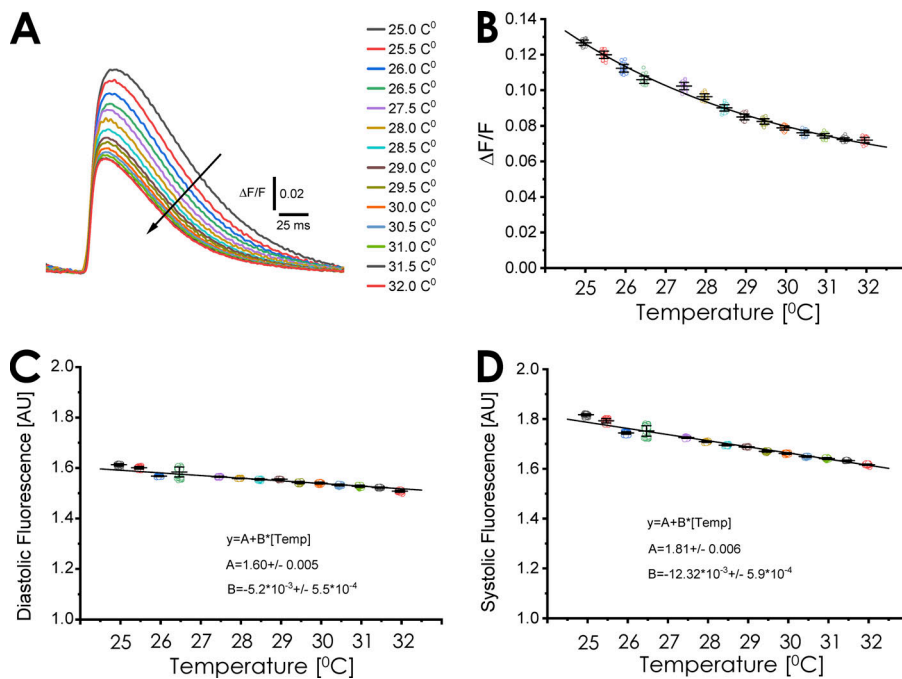 A
25.0 C⁰
25.5 C⁰
26.0 C⁰
26.5 C⁰
27.5 C⁰
28.0 C⁰
28.5 C⁰
29.0 C⁰
29.5 C⁰
30.0 C⁰
30.5 C⁰
31.0 C⁰
31.5 C⁰
32.0 C⁰
ΔF/F
0.02
25 ms
B
ΔF/F
0.14
0.12
0.10
0.08
0.06
0.04
0.02
0.00
25 26 27 28 29 30 31 32
Temperature [⁰C]
C
Diastolic Fluorescence [AU]
2.0
1.8
1.6
1.4
1.2
1.0
y=A+B*[Temp]
A=1.60+/- 0.005
B=-5.2*10⁻³+/- 5.5*10⁻⁴
25 26 27 28 29 30 31 32
Temperature [⁰C]
D
Systolic Fluorescence [AU]
2.0
1.8
1.6
1.4
1.2
1.0
y=A+B*[Temp]
A=1.81+/- 0.006
B=-12.32*10⁻³+/- 5.9*10⁻⁴
25 26 27 28 29 30 31 32
Temperature [⁰C]